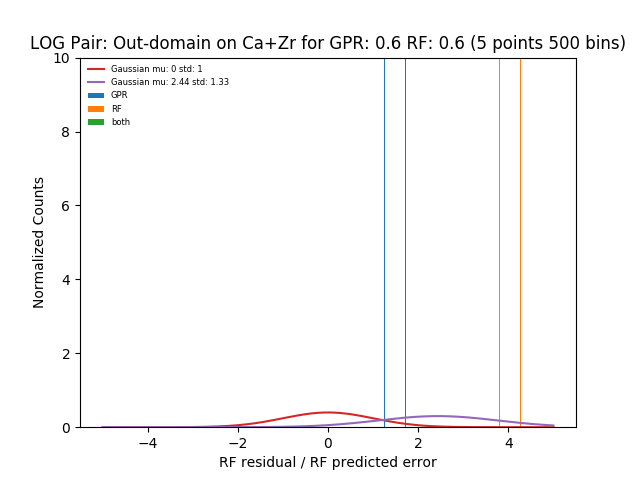 LOG Pair: Out-domain on Ca+Zr for GPR: 0.6 RF: 0.6 (5 points 500 bins)
Gaussian mu: 0 std: 1
Gaussian mu: 2.44 std: 1.33
GPR
RF
both
10
8
6
4
2
0
Normalized Counts
−4 −2 0 2 4
RF residual / RF predicted error